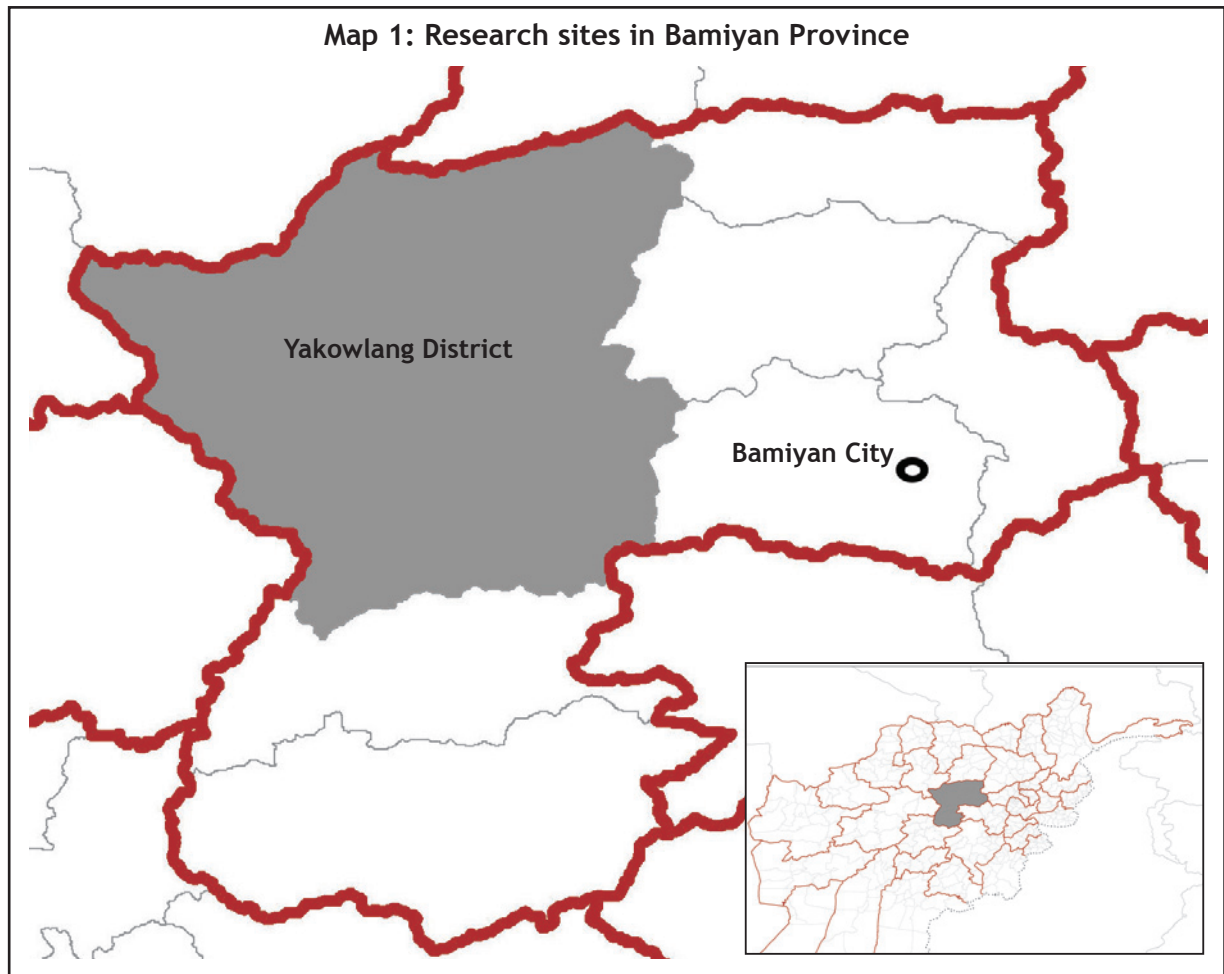 Map 1: Research sites in Bamiyan Province
Yakowlang District
Bamiyan City